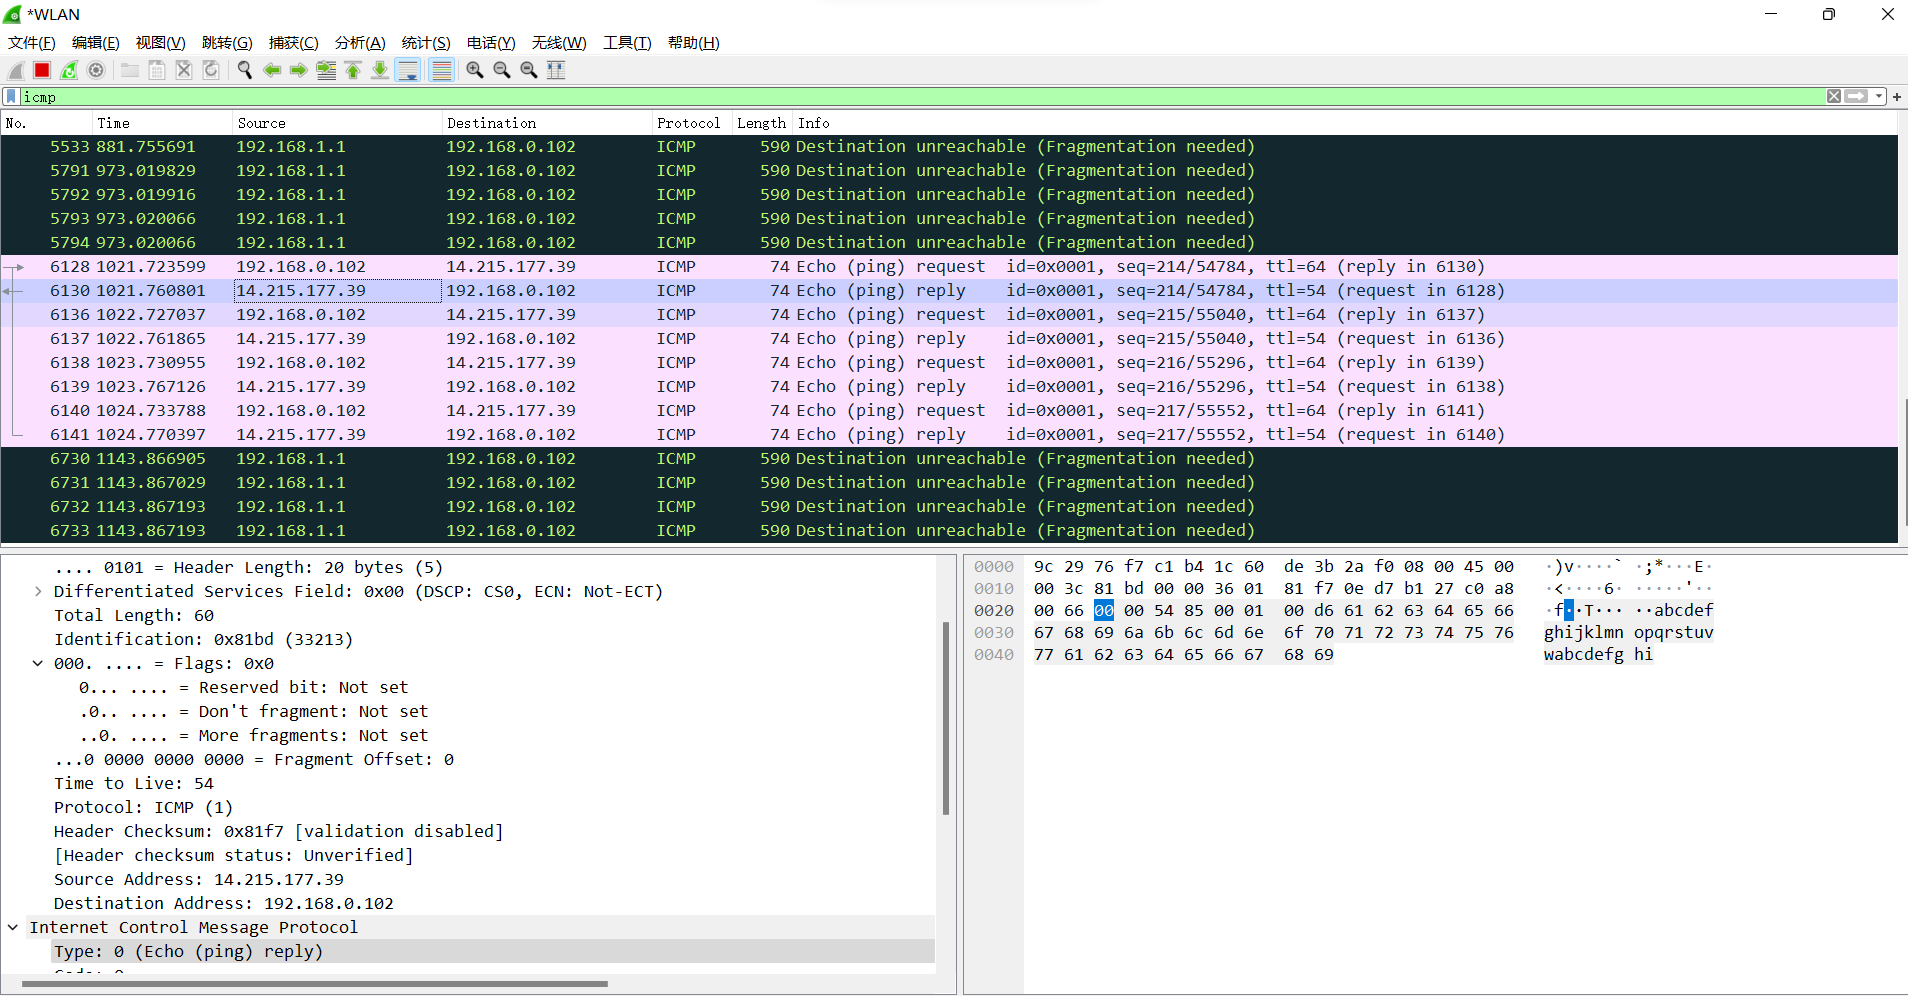 *WLAN
文件(F) 编辑(E) 视图(V) 跳转(G) 捕获(C) 分析(A) 统计(S) 电话(Y) 无线(W) 工具(T) 帮助(H)
icmp
No. Time Source Destination Protocol Length Info
5533 881.755691 192.168.1.1 192.168.0.102 ICMP 590 Destination unreachable (Fragmentation needed)
5791 973.019829 192.168.1.1 192.168.0.102 ICMP 590 Destination unreachable (Fragmentation needed)
5792 973.019916 192.168.1.1 192.168.0.102 ICMP 590 Destination unreachable (Fragmentation needed)
5793 973.020066 192.168.1.1 192.168.0.102 ICMP 590 Destination unreachable (Fragmentation needed)
5794 973.020066 192.168.1.1 192.168.0.102 ICMP 590 Destination unreachable (Fragmentation needed)
6128 1021.723599 192.168.0.102 14.215.177.39 ICMP 74 Echo (ping) request id=0x0001, seq=214/54784, ttl=64 (reply in 6130)
6130 1021.760801 14.215.177.39 192.168.0.102 ICMP 74 Echo (ping) reply id=0x0001, seq=214/54784, ttl=54 (request in 6128)
6136 1022.727037 192.168.0.102 14.215.177.39 ICMP 74 Echo (ping) request id=0x0001, seq=215/55040, ttl=64 (reply in 6137)
6137 1022.761865 14.215.177.39 192.168.0.102 ICMP 74 Echo (ping) reply id=0x0001, seq=215/55040, ttl=54 (request in 6136)
6138 1023.730955 192.168.0.102 14.215.177.39 ICMP 74 Echo (ping) request id=0x0001, seq=216/55296, ttl=64 (reply in 6139)
6139 1023.767126 14.215.177.39 192.168.0.102 ICMP 74 Echo (ping) reply id=0x0001, seq=216/55296, ttl=54 (request in 6138)
6140 1024.733788 192.168.0.102 14.215.177.39 ICMP 74 Echo (ping) request id=0x0001, seq=217/55552, ttl=64 (reply in 6141)
6141 1024.770397 14.215.177.39 192.168.0.102 ICMP 74 Echo (ping) reply id=0x0001, seq=217/55552, ttl=54 (request in 6140)
6730 1143.866905 192.168.1.1 192.168.0.102 ICMP 590 Destination unreachable (Fragmentation needed)
6731 1143.867029 192.168.1.1 192.168.0.102 ICMP 590 Destination unreachable (Fragmentation needed)
6732 1143.867193 192.168.1.1 192.168.0.102 ICMP 590 Destination unreachable (Fragmentation needed)
6733 1143.867193 192.168.1.1 192.168.0.102 ICMP 590 Destination unreachable (Fragmentation needed)
.... 0101 = Header Length: 20 bytes (5)
Differentiated Services Field: 0x00 (DSCP: CS0, ECN: Not-ECT)
Total Length: 60
Identification: 0x81bd (33213)
000. .... = Flags: 0x0
0... .... = Reserved bit: Not set
.0.. .... = Don't fragment: Not set
..0. .... = More fragments: Not set
...0 0000 0000 0000 = Fragment Offset: 0
Time to Live: 54
Protocol: ICMP (1)
Header Checksum: 0x81f7 [validation disabled]
[Header checksum status: Unverified]
Source Address: 14.215.177.39
Destination Address: 192.168.0.102
Internet Control Message Protocol
Type: 0 (Echo (ping) reply)
0000 9c 29 76 f7 c1 b4 1c 60 de 3b 2a f0 08 00 45 00 ·)v····` ·;*···E·
0010 00 3c 81 bd 00 00 36 01 81 f7 0e d7 b1 27 c0 a8 ·<····6· ·····'··
0020 00 66 00 00 54 85 00 01 00 d6 61 62 63 64 65 66 ·f··T··· ··abcdef
0030 67 68 69 6a 6b 6c 6d 6e 6f 70 71 72 73 74 75 76 ghijklmn opqrstuv
0040 77 61 62 63 64 65 66 67 68 69 wabcdefg hi